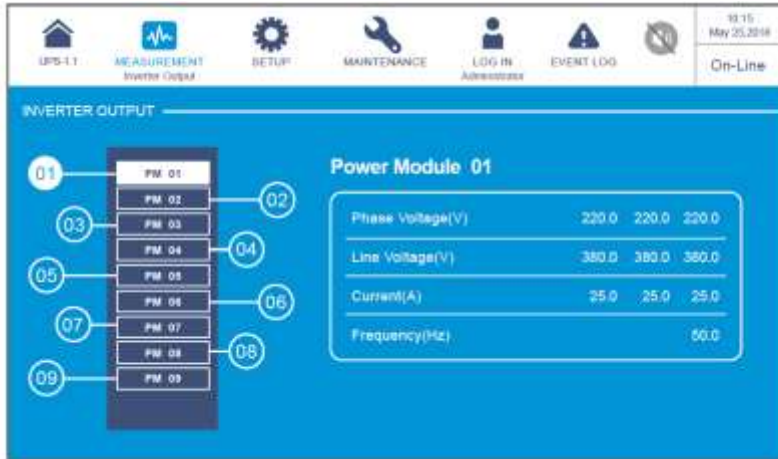 UPS-1.1
MEASUREMENT
Inverter Output
SETUP
MAINTENANCE
LOG IN
Administrator
EVENT LOG
10:15
May 25,2018
On-Line
INVERTER OUTPUT
01 PM 01
PM 02 02
03 PM 03
PM 04 04
05 PM 05
PM 06 06
07 PM 07
PM 08 08
09 PM 09
Power Module 01
Phase Voltage(V) 220.0 220.0 220.0
Line Voltage(V) 380.0 380.0 380.0
Current(A) 25.0 25.0 25.0
Frequency(Hz) 50.0